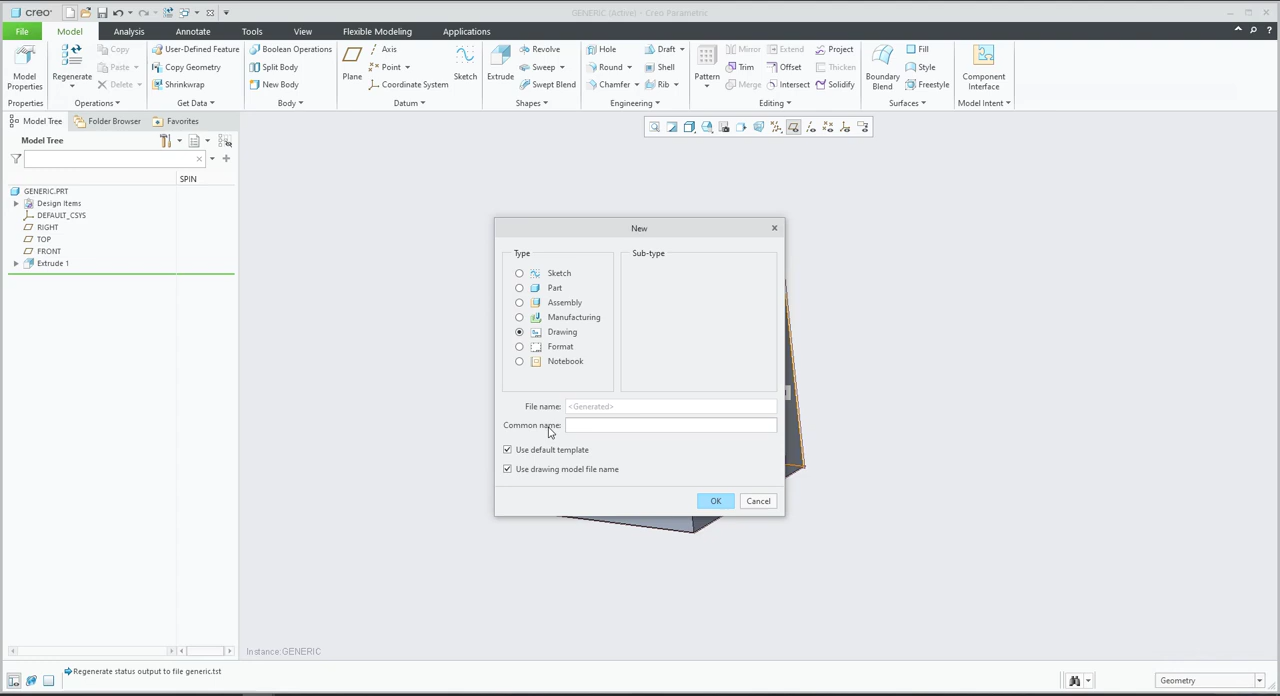 creo
GENERIC (Active) - Creo Parametric
File Model Analysis Annotate Tools View Flexible Modeling Applications
Model Properties
Regenerate
Copy
Paste
Delete
User-Defined Feature
Copy Geometry
Shrinkwrap
Boolean Operations
Split Body
New Body
Plane
Axis
Point
Coordinate System
Sketch
Extrude
Revolve
Sweep
Swept Blend
Hole
Round
Chamfer
Draft
Shell
Rib
Pattern
Mirror
Trim
Merge
Extend
Offset
Intersect
Project
Thicken
Solidify
Boundary Blend
Fill
Style
Freestyle
Component Interface
Properties Operations Get Data Body Datum Shapes Engineering Editing Surfaces Model Intent
Model Tree Folder Browser Favorites
Model Tree
SPIN
GENERIC.PRT
Design Items
DEFAULT_CSYS
RIGHT
TOP
FRONT
Extrude 1
New
Type
Sketch
Part
Assembly
Manufacturing
Drawing
Format
Notebook
Sub-type
File name: <Generated>
Common name:
Use default template
Use drawing model file name
OK Cancel
Instance:GENERIC
Regenerate status output to file generic.tst
Geometry